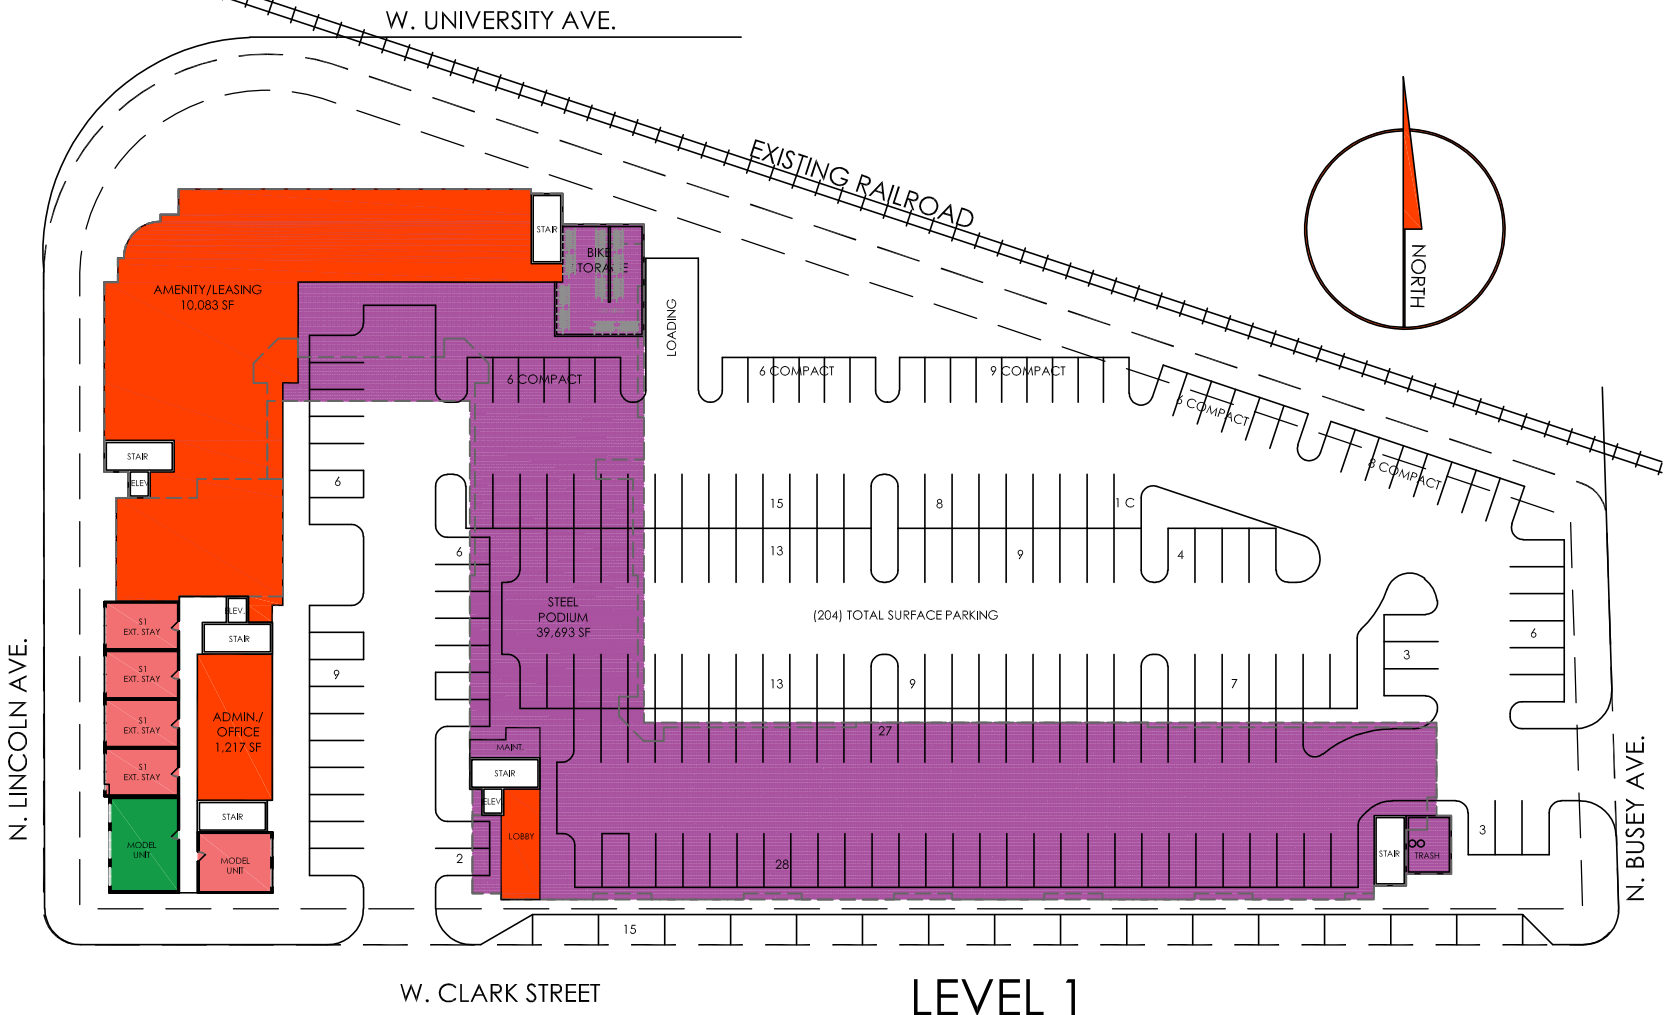 W. UNIVERSITY AVE.
EXISTING RAILROAD
NORTH
STAIR
BIKE
AMENITY/LEASING
10,083 SF
LOADING
6 COMPACT
6 COMPACT
9 COMPACT
6 COMPACT
8 COMPACT
STAIR
ELEV
6
15
8
1 C
6
13
9
4
STEEL
PODIUM
39,693 SF
(204) TOTAL SURFACE PARKING
ELEV.
STAIR
S1
EXT. STAY
S1
EXT. STAY
S1
EXT. STAY
S1
EXT. STAY
9
13
9
7
3
6
ADMIN./
OFFICE
1,217 SF
27
MAINT.
STAIR
ELEV
LOBBY
STAIR
MODEL
UNIT
MODEL
UNIT
2
28
STAIR
TRASH
3
15
N. LINCOLN AVE.
N. BUSEY AVE.
W. CLARK STREET
LEVEL 1